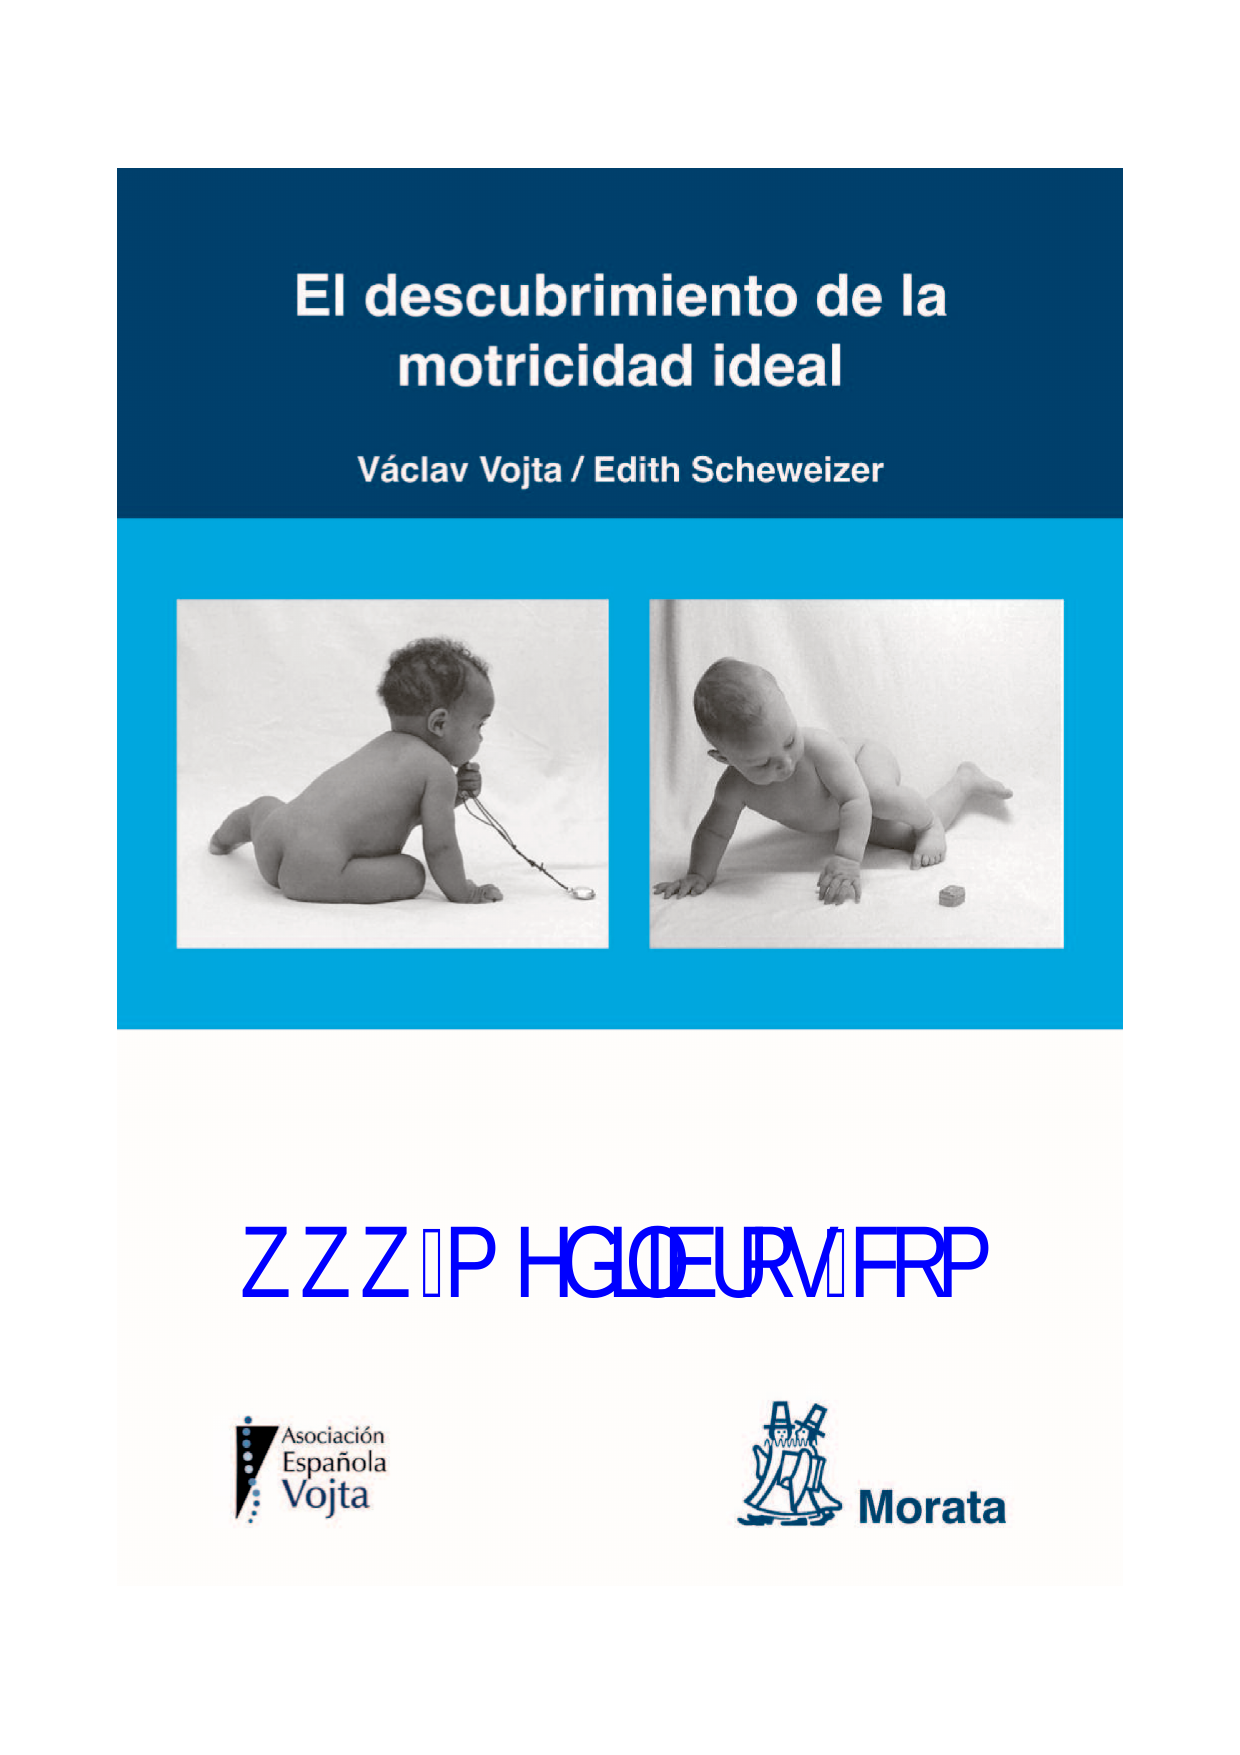 El descubrimiento de la
motricidad ideal
Václav Vojta / Edith Scheweizer
Asociación
Española
Vojta
Morata